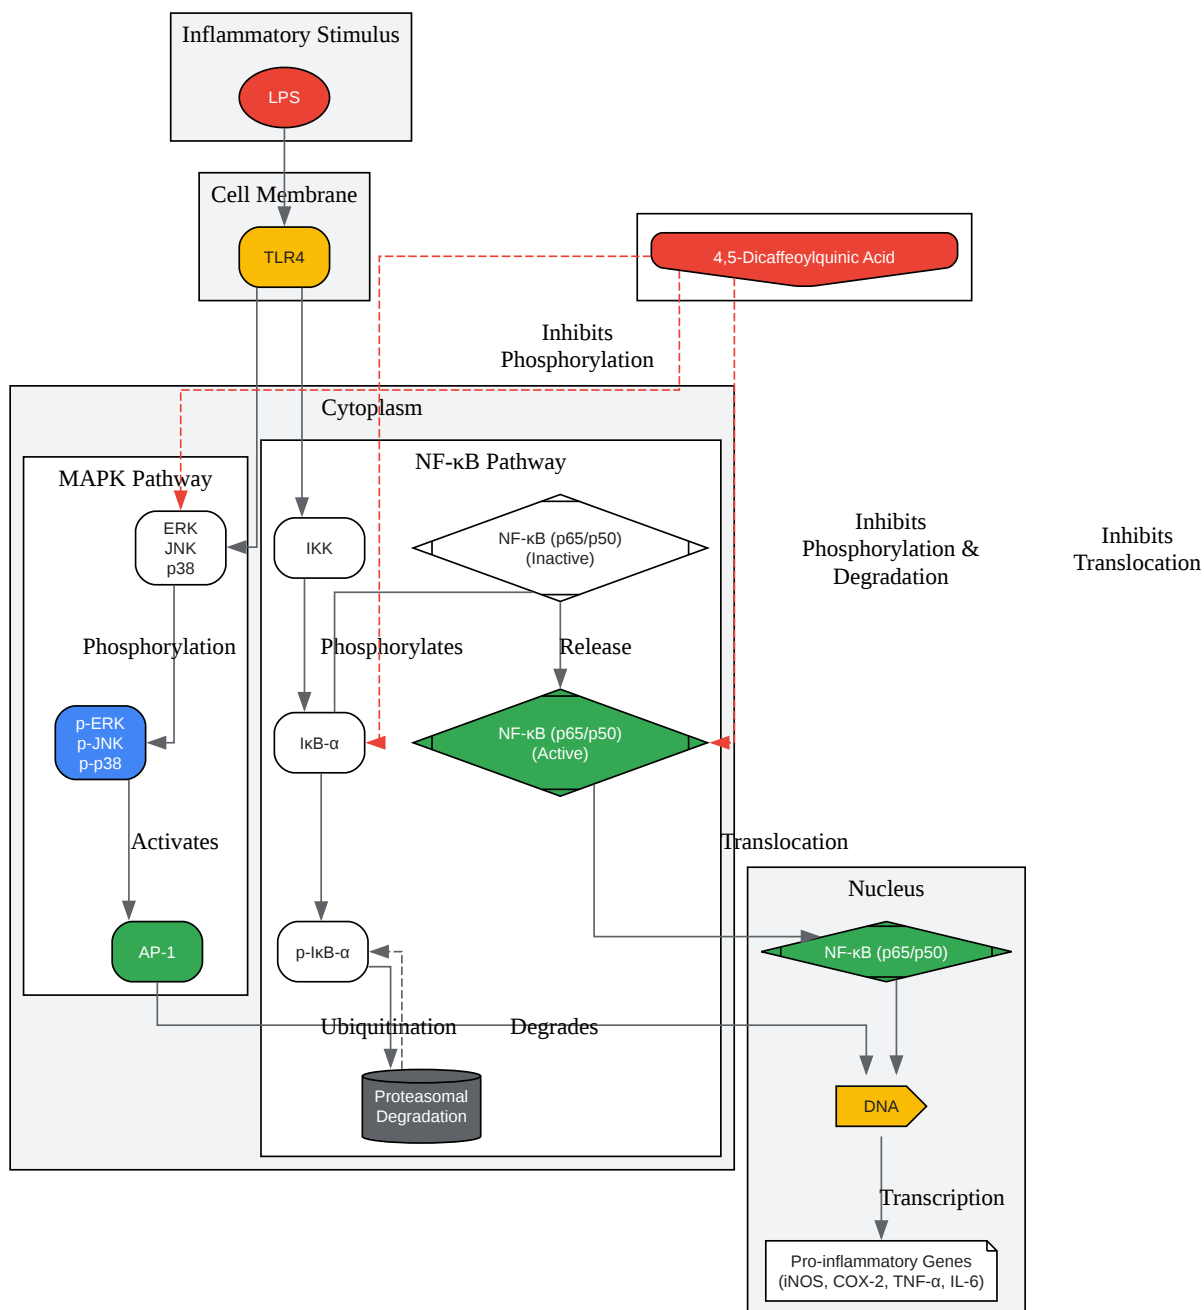 Inflammatory Stimulus
LPS
Cell Membrane
TLR4
4,5-Dicaffeoylquinic Acid
Inhibits
Phosphorylation
Cytoplasm
MAPK Pathway
NF-κB Pathway
ERK
JNK
p38
IKK
NF-κB (p65/p50)
(Inactive)
Inhibits
Phosphorylation &
Degradation
Inhibits
Translocation
Phosphorylation
Phosphorylates
Release
p-ERK
p-JNK
p-p38
IκB-α
NF-κB (p65/p50)
(Active)
Activates
Translocation
Nucleus
AP-1
p-IκB-α
NF-κB (p65/p50)
Ubiquitination
Degrades
Proteasomal
Degradation
DNA
Transcription
Pro-inflammatory Genes
(iNOS, COX-2, TNF-α, IL-6)